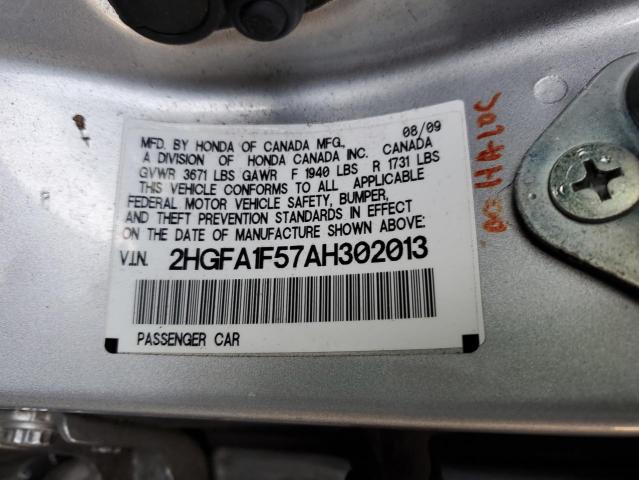 MFD. BY HONDA OF CANADA MFG., 08/09
A DIVISION OF HONDA CANADA INC. CANADA
GVWR 3671 LBS GAWR F 1940 LBS R 1731 LBS
THIS VEHICLE CONFORMS TO ALL APPLICABLE
FEDERAL MOTOR VEHICLE SAFETY, BUMPER,
AND THEFT PREVENTION STANDARDS IN EFFECT
ON THE DATE OF MANUFACTURE SHOWN ABOVE:
V.I.N. 2HGFA1F57AH302013
PASSENGER CAR